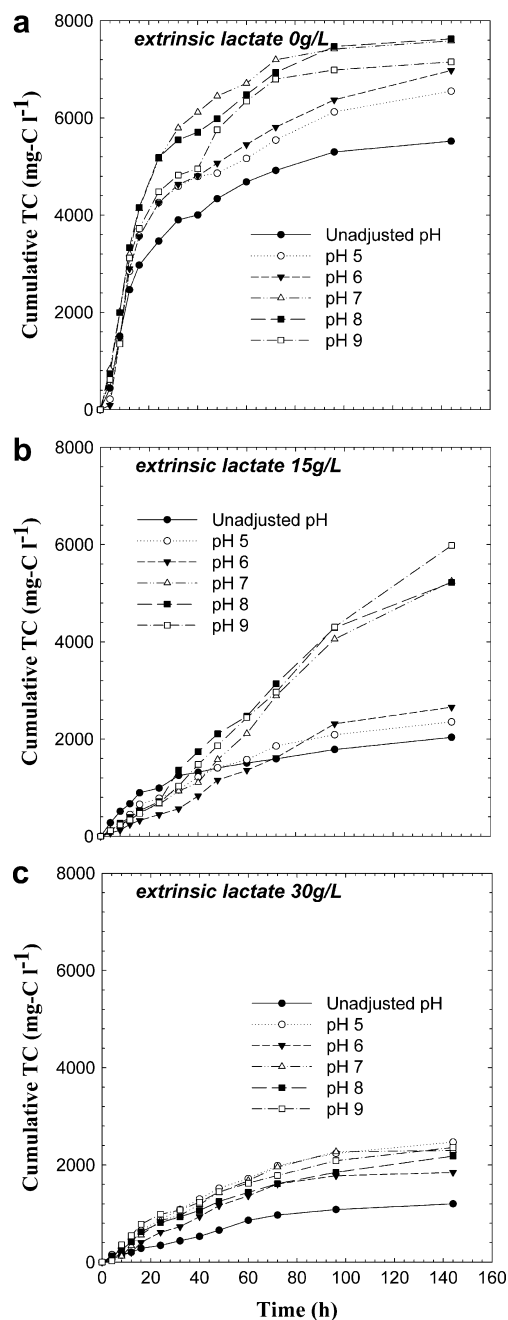 a
extrinsic lactate 0g/L
8000
6000
4000
2000
0
Cumulative TC (mg-C l-1)
Unadjusted pH
pH 5
pH 6
pH 7
pH 8
pH 9
b
extrinsic lactate 15g/L
8000
6000
4000
2000
0
Cumulative TC (mg-C l-1)
Unadjusted pH
pH 5
pH 6
pH 7
pH 8
pH 9
c
extrinsic lactate 30g/L
8000
6000
4000
2000
0
Cumulative TC (mg-C l-1)
Unadjusted pH
pH 5
pH 6
pH 7
pH 8
pH 9
0 20 40 60 80 100 120 140 160
Time (h)